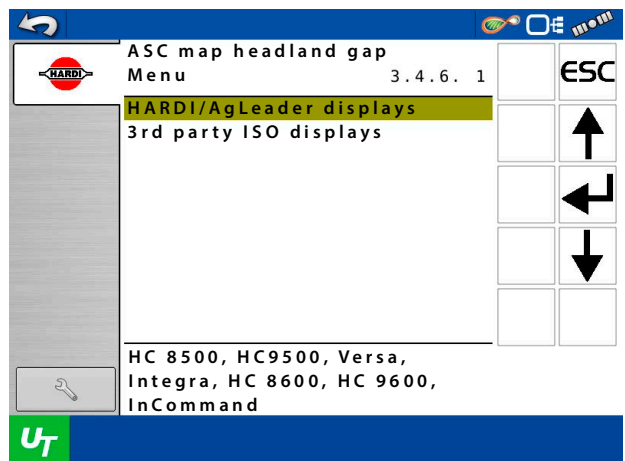 ASC map headland gap
Menu 3.4.6. 1
HARDI
ESC
HARDI/AgLeader displays
3rd party ISO displays
HC 8500, HC9500, Versa,
Integra, HC 8600, HC 9600,
InCommand
UT